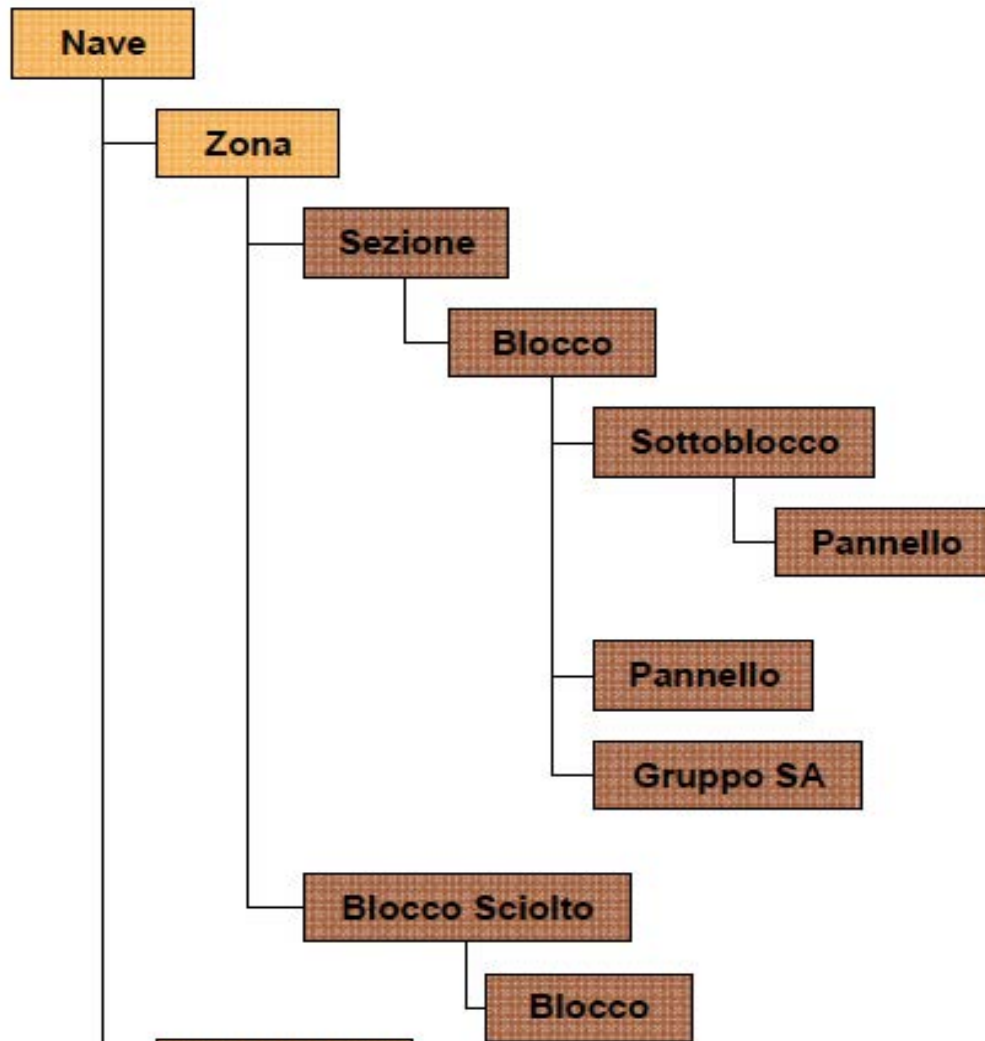 Nave
Zona
Sezione
Blocco
Sottoblocco
Pannello
Pannello
Gruppo SA
Blocco Sciolto
Blocco